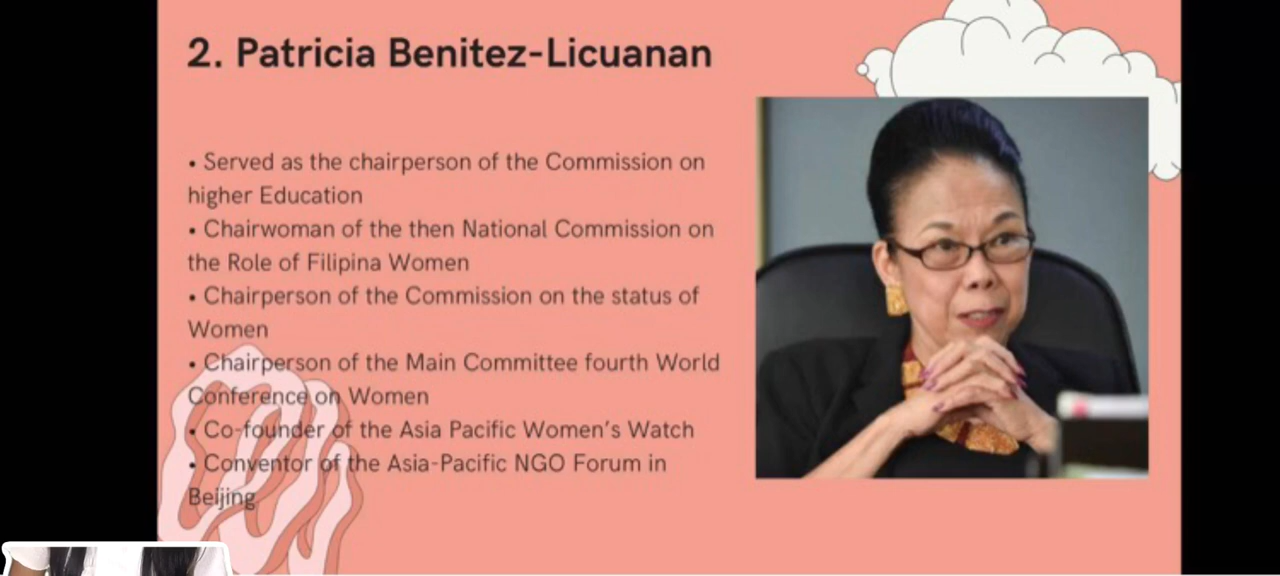 2. Patricia Benitez-Licuanan
• Served as the chairperson of the Commission on
higher Education
• Chairwoman of the then National Commission on
the Role of Filipina Women
• Chairperson of the Commission on the status of
Women
• Chairperson of the Main Committee fourth World
Conference on Women
• Co-founder of the Asia Pacific Women's Watch
• Conventor of the Asia-Pacific NGO Forum in
Beijing